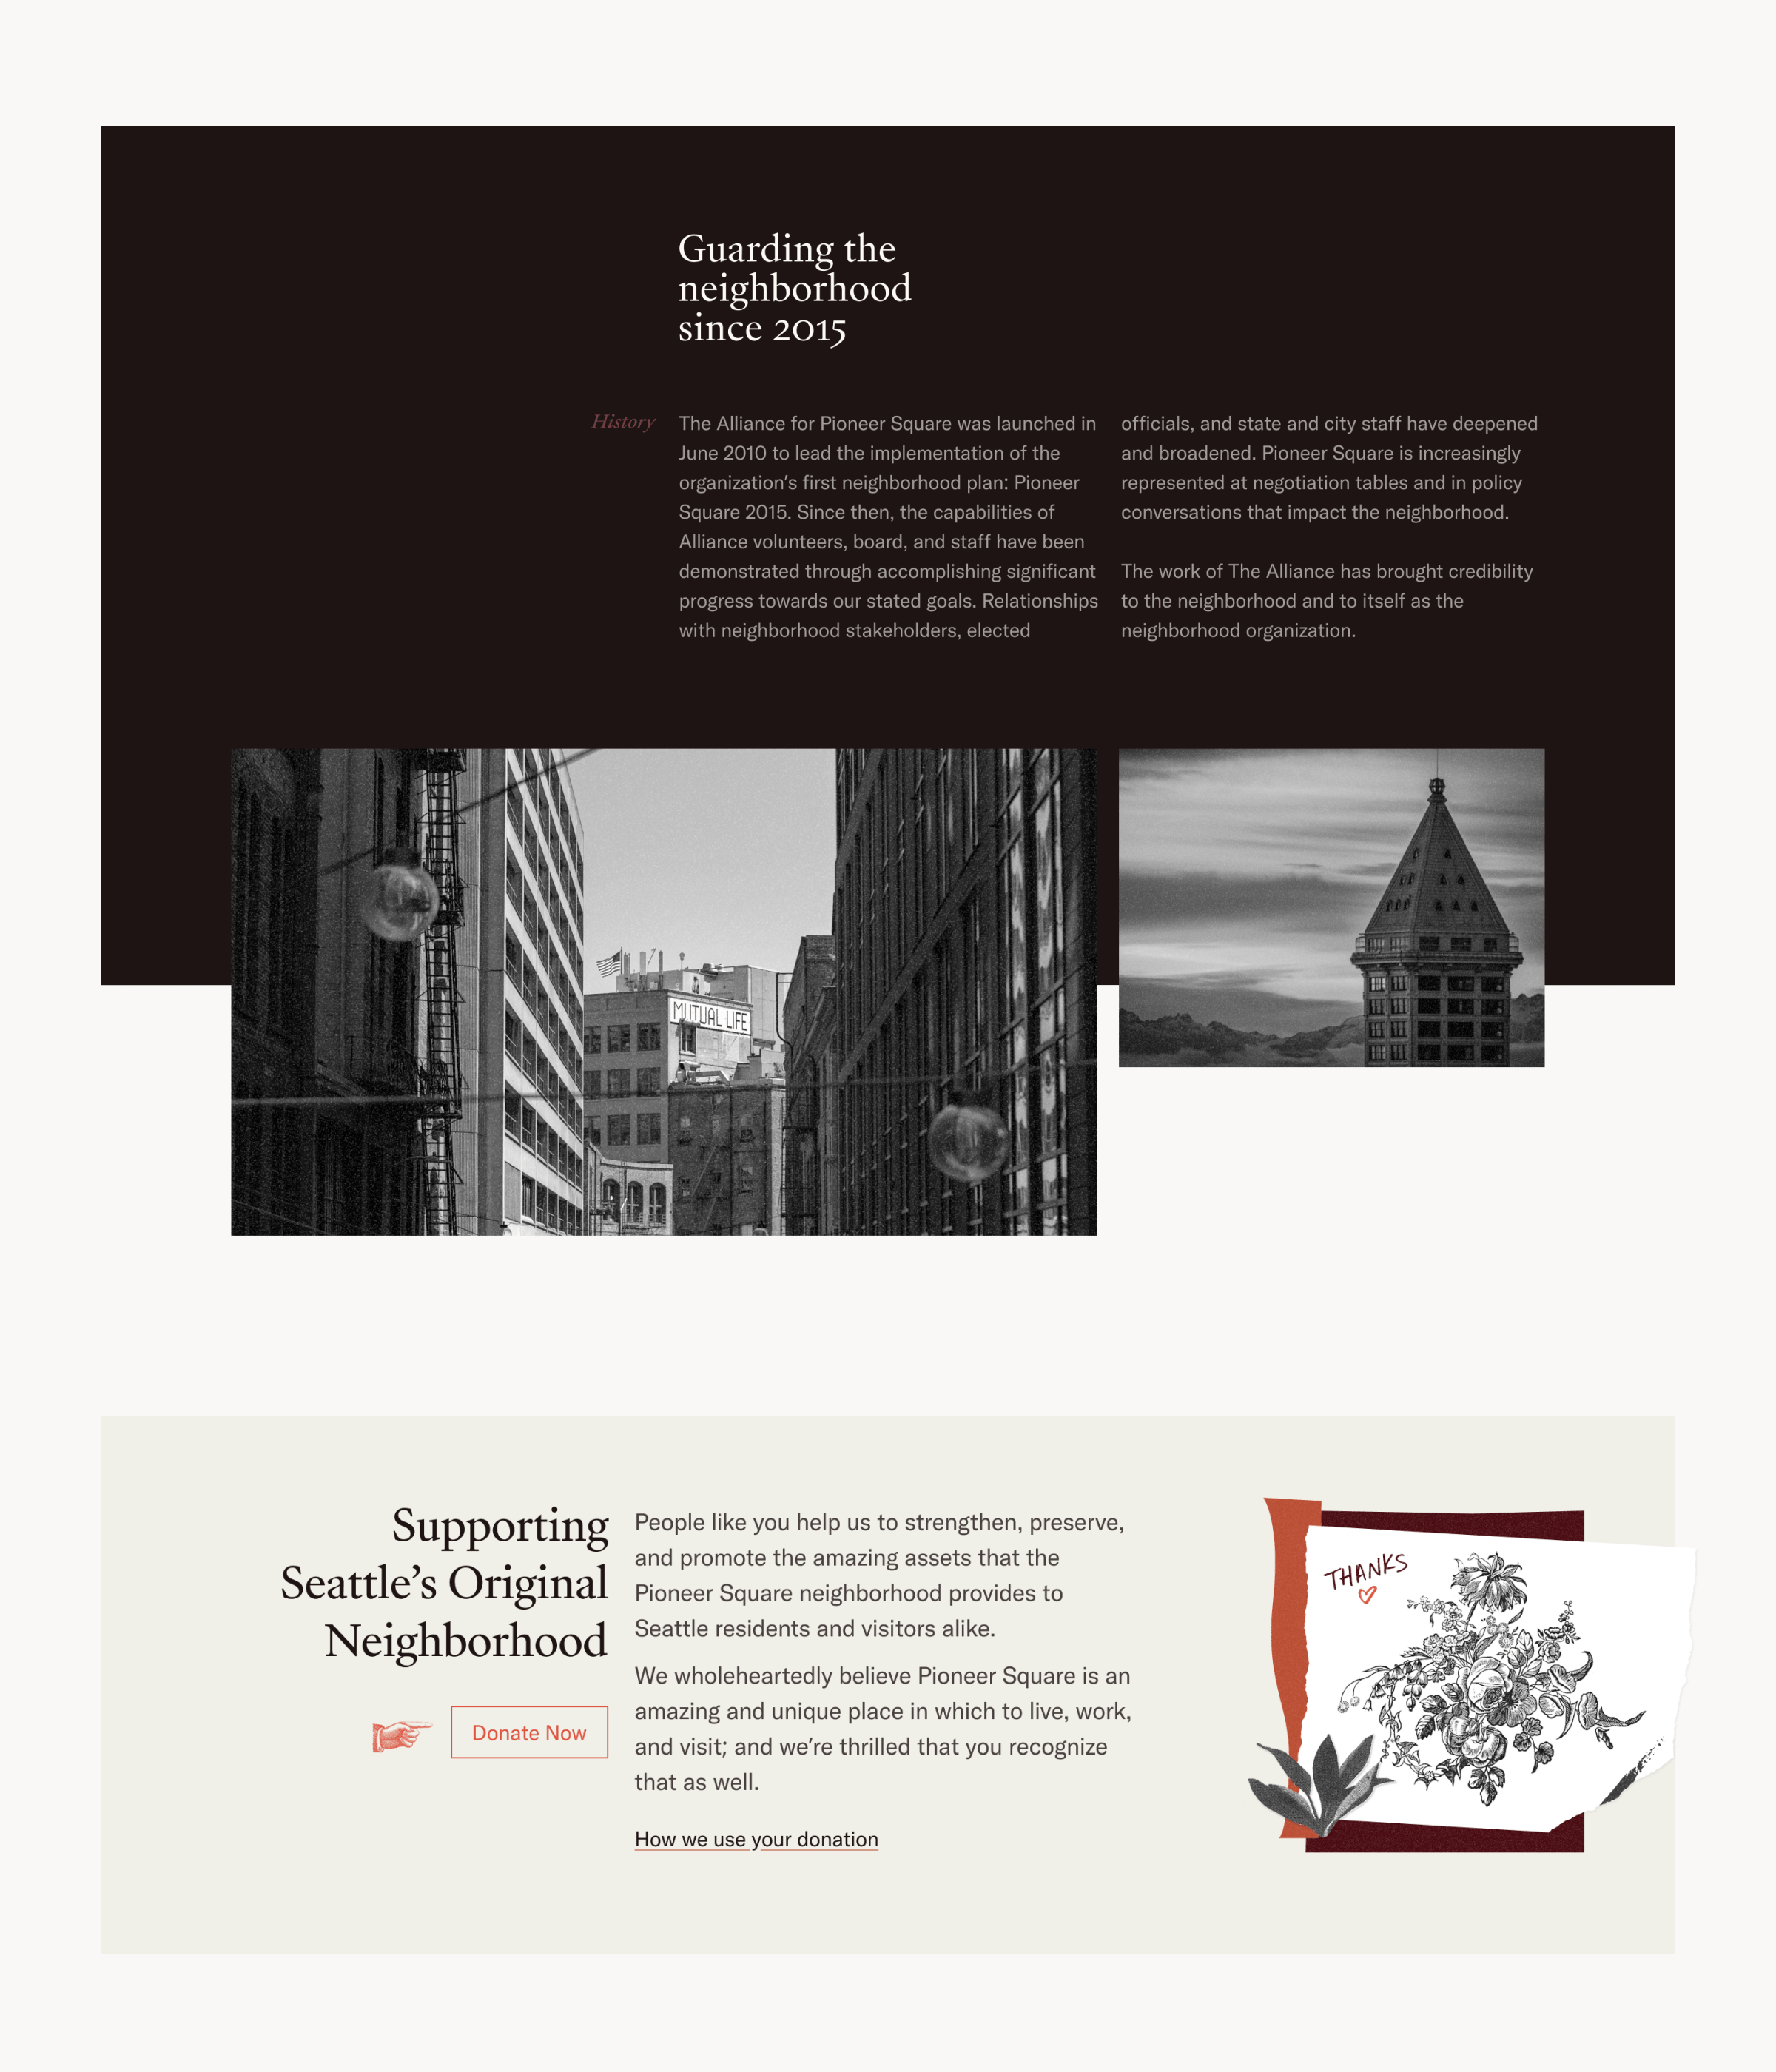 Guarding the
neighborhood
since 2015
History
The Alliance for Pioneer Square was launched in
June 2010 to lead the implementation of the
organization's first neighborhood plan: Pioneer
Square 2015. Since then, the capabilities of
Alliance volunteers, board, and staff have been
demonstrated through accomplishing significant
progress towards our stated goals. Relationships
with neighborhood stakeholders, elected
officials, and state and city staff have deepened
and broadened. Pioneer Square is increasingly
represented at negotiation tables and in policy
conversations that impact the neighborhood.
The work of The Alliance has brought credibility
to the neighborhood and to itself as the
neighborhood organization.
MUTUAL LIFE
Supporting
Seattle’s Original
Neighborhood
Donate Now
People like you help us to strengthen, preserve,
and promote the amazing assets that the
Pioneer Square neighborhood provides to
Seattle residents and visitors alike.
We wholeheartedly believe Pioneer Square is an
amazing and unique place in which to live, work,
and visit; and we’re thrilled that you recognize
that as well.
How we use your donation
THANKS